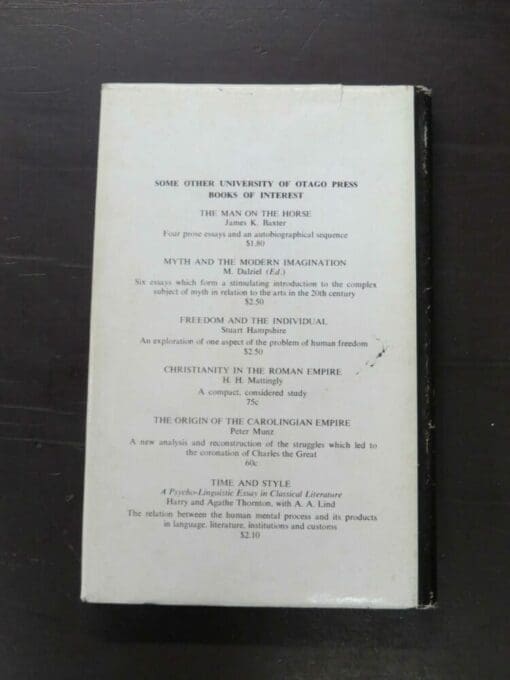 SOME OTHER UNIVERSITY OF OTAGO PRESS
BOOKS OF INTEREST
THE MAN ON THE HORSE
James K. Baxter
Four prose essays and an autobiographical sequence
$1.80
MYTH AND THE MODERN IMAGINATION
M. Dalziel (Ed.)
Six essays which form a stimulating introduction to the complex
subject of myth in relation to the arts in the 20th century
$2.50
FREEDOM AND THE INDIVIDUAL
Stuart Hampshire
An exploration of one aspect of the problem of human freedom
$2.50
CHRISTIANITY IN THE ROMAN EMPIRE
H. H. Mattingly
A compact, considered study
75c
THE ORIGIN OF THE CAROLINGIAN EMPIRE
Peter Munz
A new analysis and reconstruction of the struggles which led to
the coronation of Charles the Great
60c
TIME AND STYLE
A Psycho-Linguistic Essay in Classical Literature
Harry and Agathe Thornton, with A. A. Lind
The relation between the human mental process and its products
in language, literature, institutions and customs
$2.10